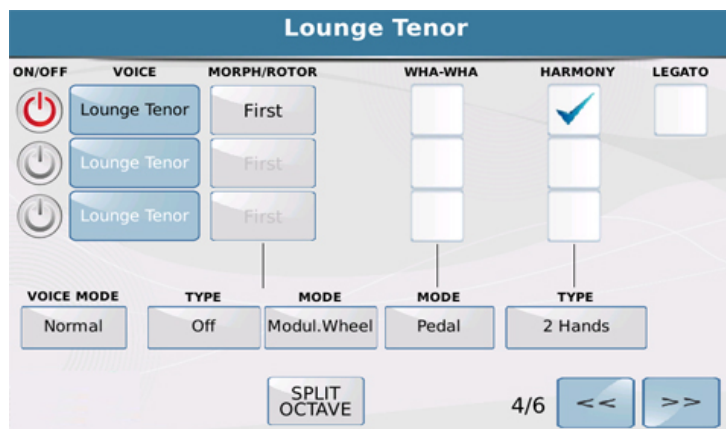 Lounge Tenor
ON/OFF VOICE MORPH/ROTOR WHA-WHA HARMONY LEGATO
Lounge Tenor First
Lounge Tenor First
Lounge Tenor First
VOICE MODE TYPE MODE MODE TYPE
Normal Off Modul.Wheel Pedal 2 Hands
SPLIT
OCTAVE
4/6 << >>